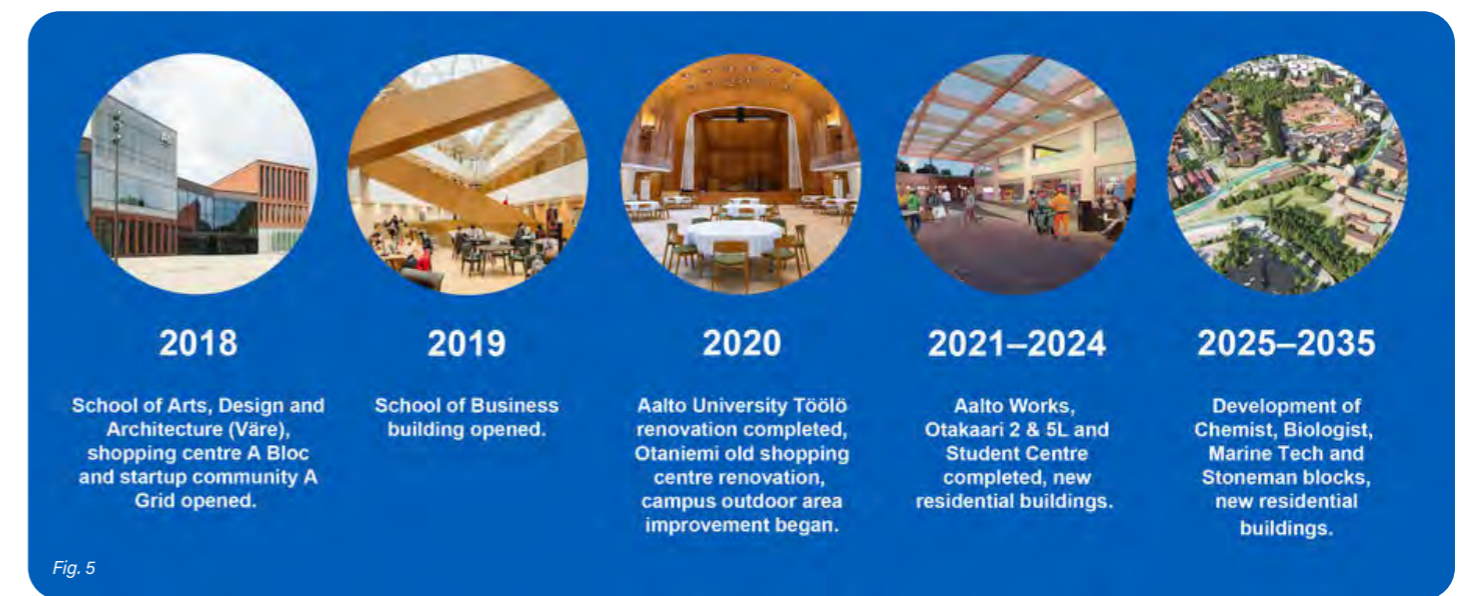 2018
School of Arts, Design and
Architecture (Väre),
shopping centre A Bloc
and startup community A
Grid opened.
2019
School of Business
building opened.
2020
Aalto University Töölö
renovation completed,
Otaniemi old shopping
centre renovation,
campus outdoor area
improvement began.
2021–2024
Aalto Works,
Otakaari 2 & 5L and
Student Centre
completed, new
residential buildings.
2025–2035
Development of
Chemist, Biologist,
Marine Tech and
Stoneman blocks,
new residential
buildings.
Fig. 5